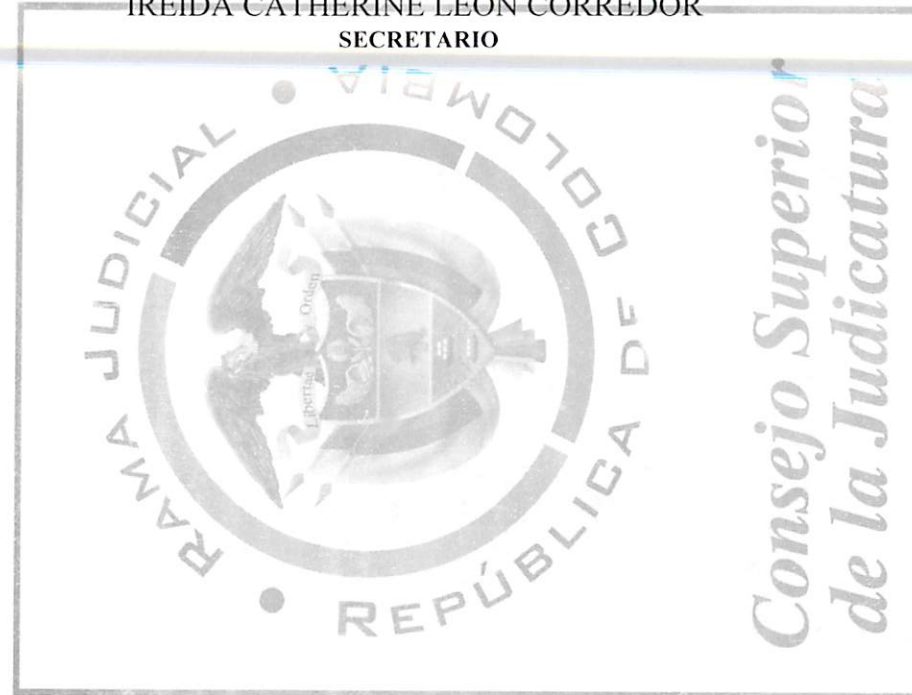 IREIDA CATHERINE LEON CORREDOR
SECRETARIO
RAMA JUDICIAL
REPÚBLICA DE COLOMBIA
Libertad Orden
Consejo Superior
de la Judicatura